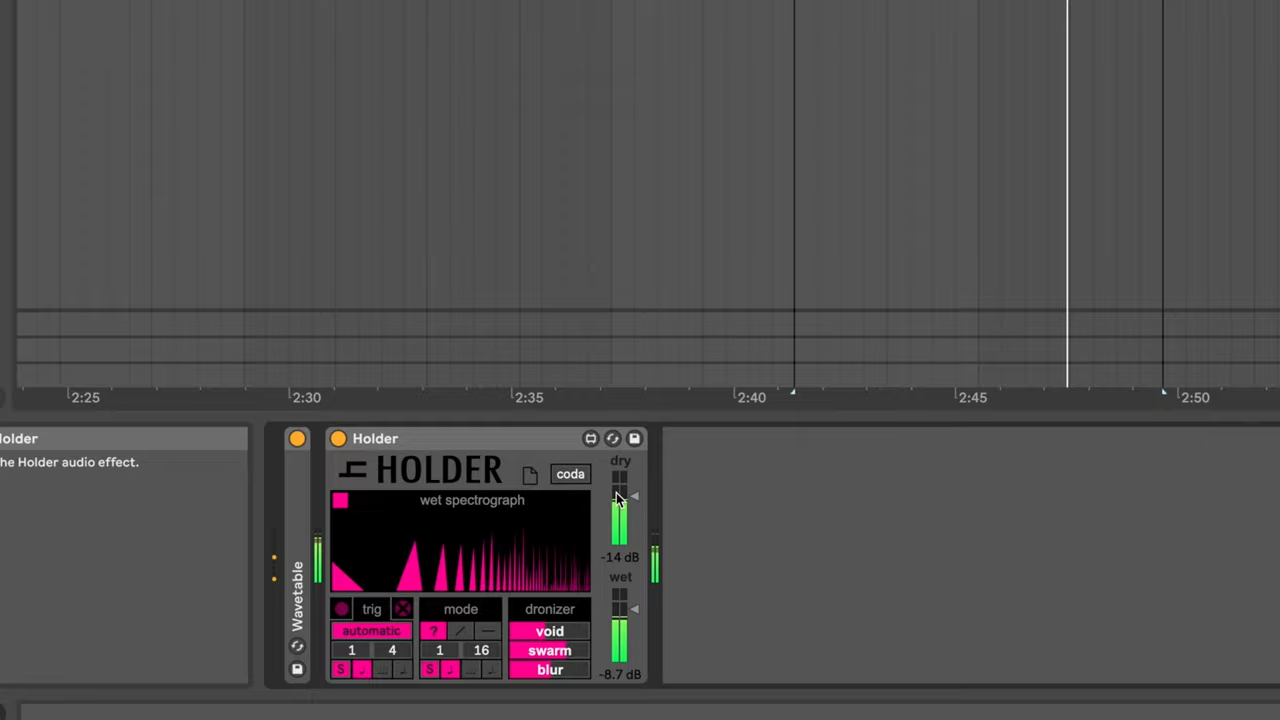 2:25
2:30
2:35
2:40
2:45
2:50
older
he Holder audio effect.
Wavetable
Holder
HOLDER
coda
dry
wet spectrograph
-14 dB
wet
trig
mode
dronizer
automatic
?
void
1
4
1
16
swarm
S
S
blur
-8.7 dB